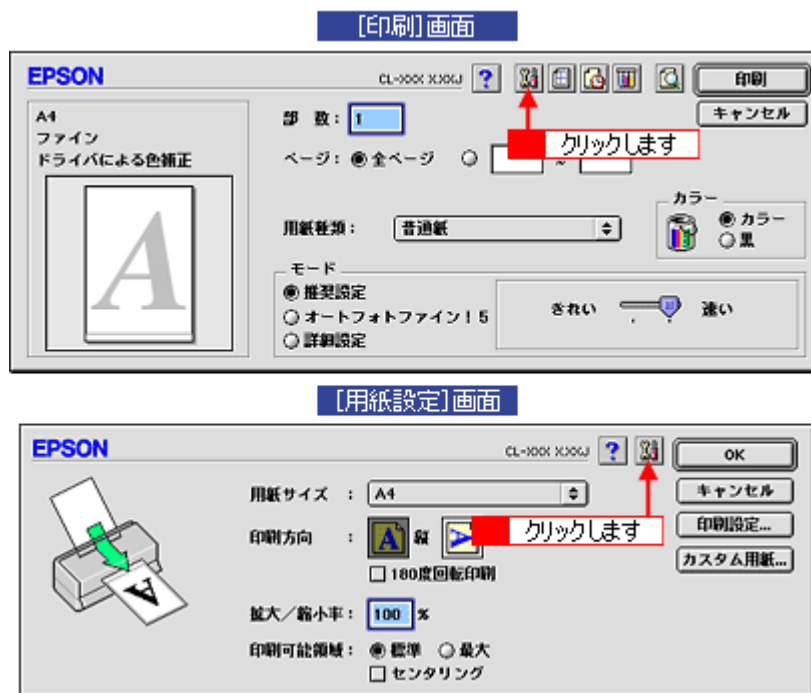 [印刷]画面
EPSON
CL-XXX X.XXJ ? 印刷
A4
ファイン
ドライバによる色補正
A
部 数： 1
キャンセル
クリックします
ページ： 全ページ ～
用紙種類： 普通紙
カラー
カラー
黒
モード
推奨設定
オートフォトファイン！5
詳細設定
きれい 速い
[用紙設定]画面
EPSON
CL-XXX X.XXJ ? OK
用紙サイズ ： A4
キャンセル
印刷方向 ： A 縦 A
クリックします
印刷設定...
180度回転印刷
カスタム用紙...
A
拡大／縮小率： 100 %
印刷可能領域： 標準 最大
センタリング